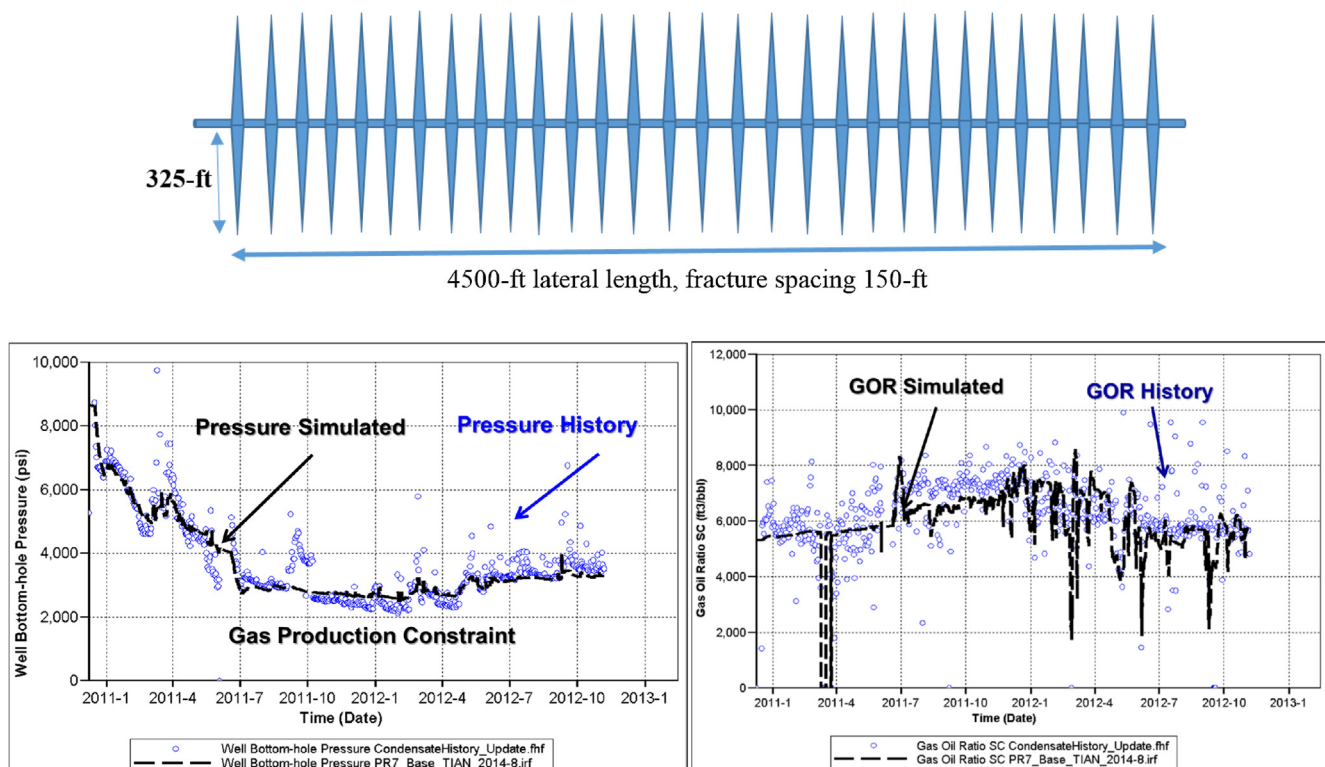 325-ft
4500-ft lateral length, fracture spacing 150-ft
10,000
8,000
6,000
4,000
2,000
0
Well Bottom-hole Pressure (psi)
Pressure Simulated
Pressure History
Gas Production Constraint
2011-1 2011-4 2011-7 2011-10 2012-1 2012-4 2012-7 2012-10 2013-1
Time (Date)
Well Bottom-hole Pressure CondensateHistory_Update.fhf
Well Bottom-hole Pressure PR7_Base_TIAN_2014-8.irf
12,000
10,000
8,000
6,000
4,000
2,000
0
Gas Oil Ratio SC (ft3/bbl)
GOR Simulated
GOR History
2011-1 2011-4 2011-7 2011-10 2012-1 2012-4 2012-7 2012-10 2013-1
Time (Date)
Gas Oil Ratio SC CondensateHistory_Update.fhf
Gas Oil Ratio SC PR7_Base_TIAN_2014-8.irf